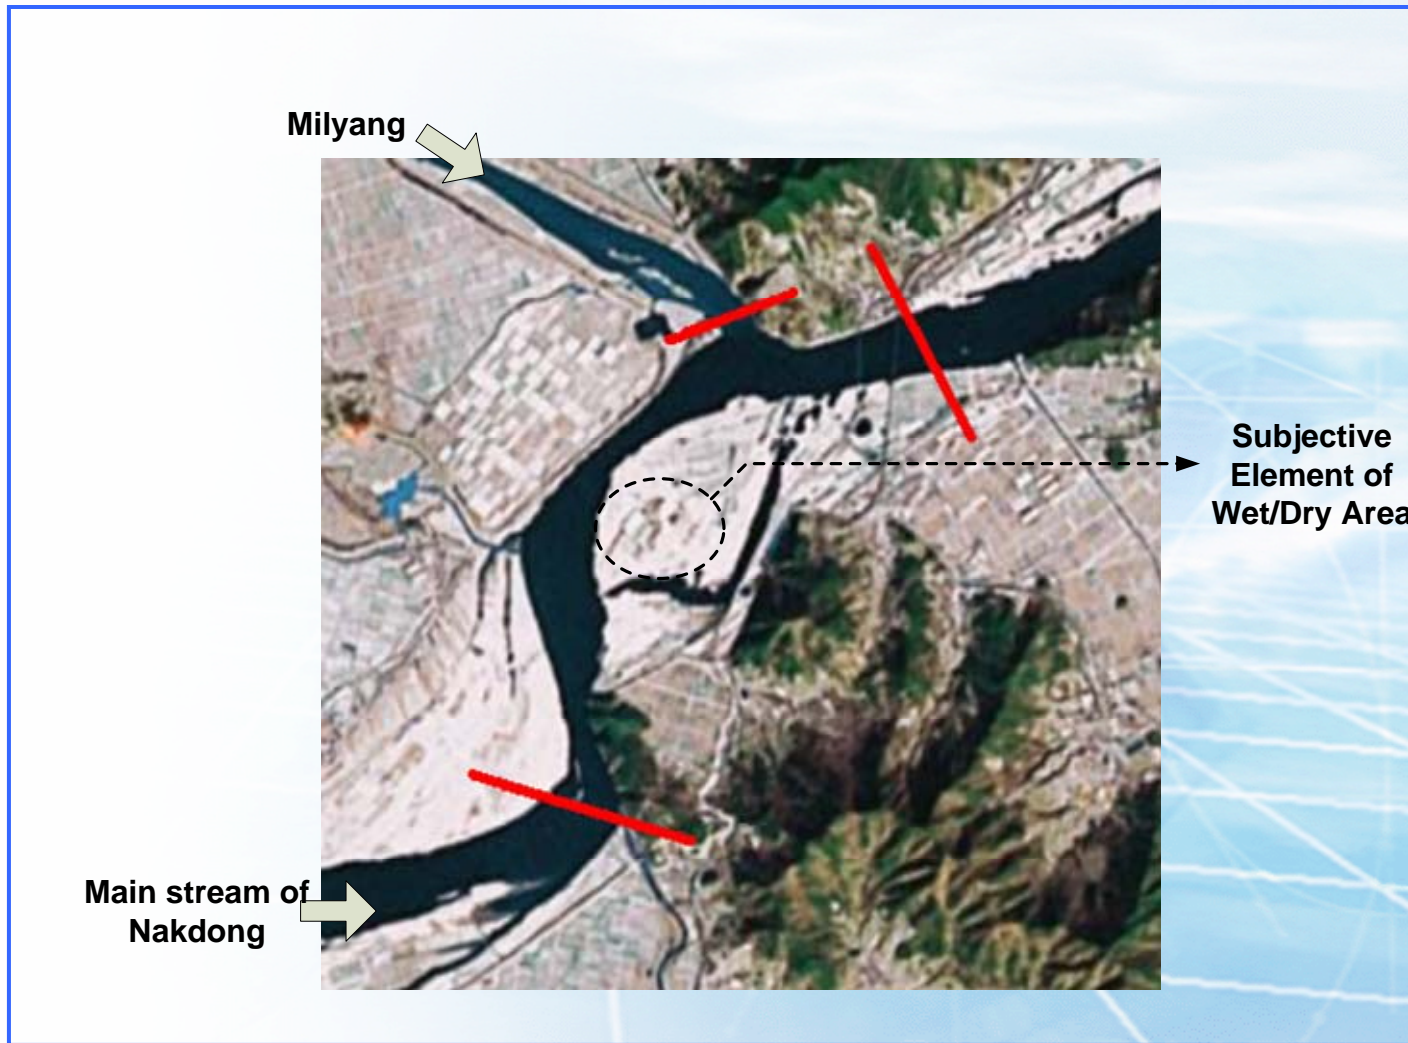 Milyang
Subjective
Element of
Wet/Dry Area
Main stream of
Nakdong